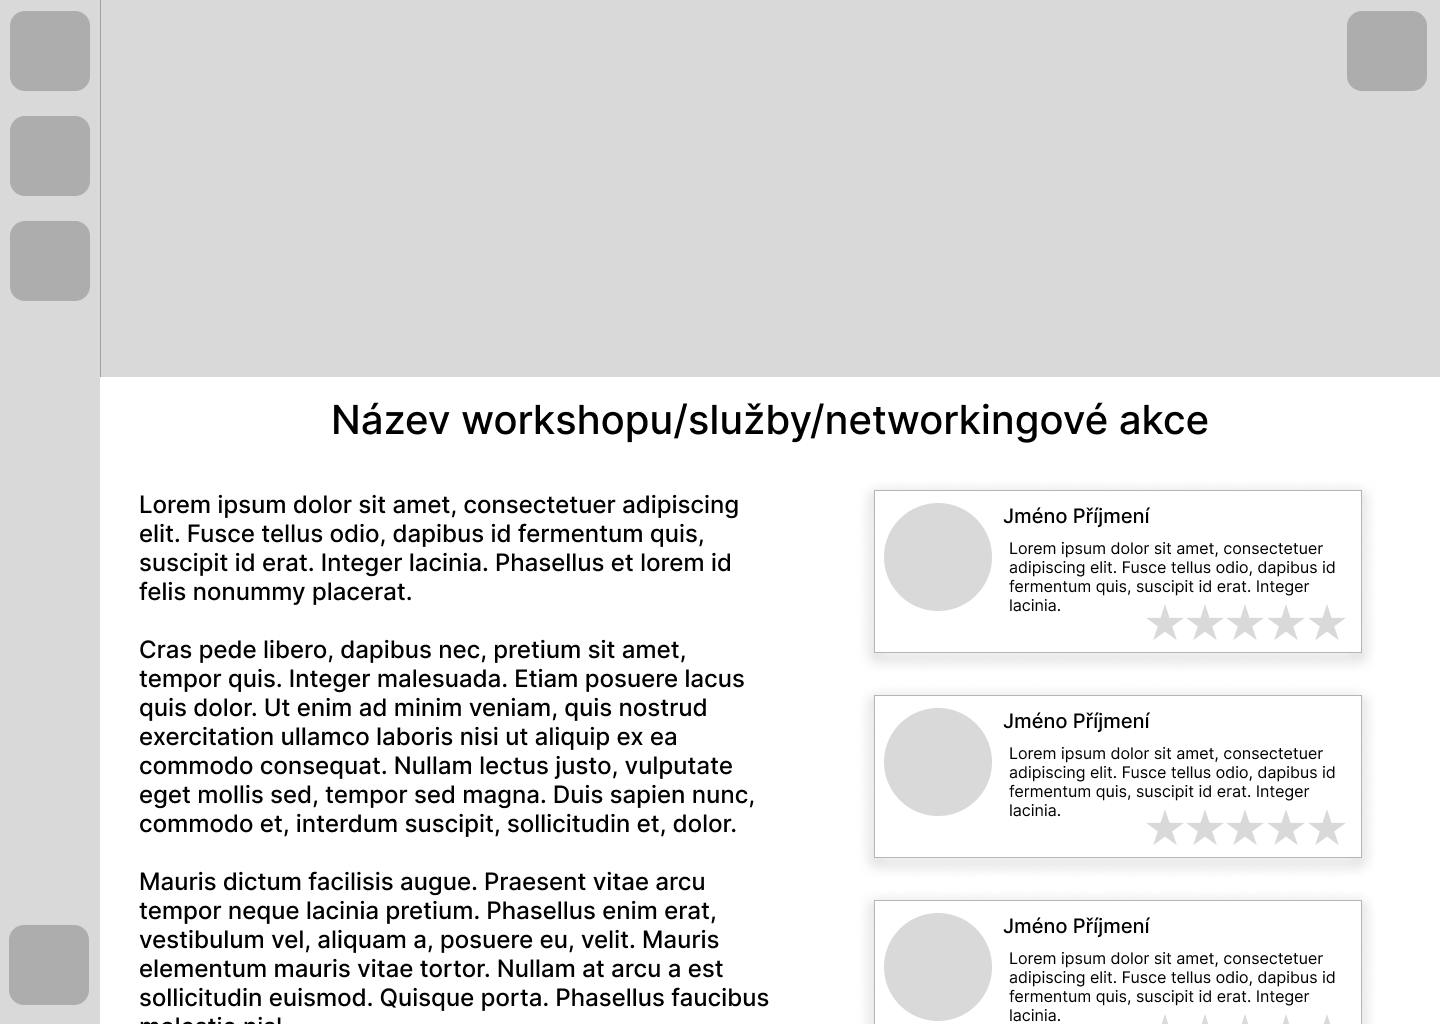 Název workshopu/služby/networkingové akce
Lorem ipsum dolor sit amet, consectetuer adipiscing
elit. Fusce tellus odio, dapibus id fermentum quis,
suscipit id erat. Integer lacinia. Phasellus et lorem id
felis nonummy placerat.
Cras pede libero, dapibus nec, pretium sit amet,
tempor quis. Integer malesuada. Etiam posuere lacus
quis dolor. Ut enim ad minim veniam, quis nostrud
exercitation ullamco laboris nisi ut aliquip ex ea
commodo consequat. Nullam lectus justo, vulputate
eget mollis sed, tempor sed magna. Duis sapien nunc,
commodo et, interdum suscipit, sollicitudin et, dolor.
Mauris dictum facilisis augue. Praesent vitae arcu
tempor neque lacinia pretium. Phasellus enim erat,
vestibulum vel, aliquam a, posuere eu, velit. Mauris
elementum mauris vitae tortor. Nullam at arcu a est
sollicitudin euismod. Quisque porta. Phasellus faucibus
Jméno Příjmení
Lorem ipsum dolor sit amet, consectetuer
adipiscing elit. Fusce tellus odio, dapibus id
fermentum quis, suscipit id erat. Integer
lacinia.
Jméno Příjmení
Lorem ipsum dolor sit amet, consectetuer
adipiscing elit. Fusce tellus odio, dapibus id
fermentum quis, suscipit id erat. Integer
lacinia.
Jméno Příjmení
Lorem ipsum dolor sit amet, consectetuer
adipiscing elit. Fusce tellus odio, dapibus id
fermentum quis, suscipit id erat. Integer
lacinia.